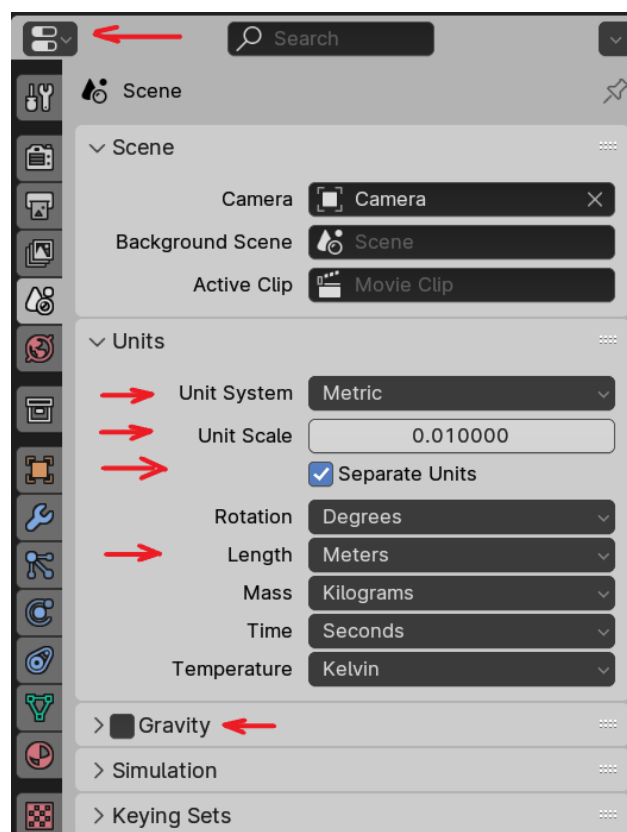 Search
Scene
Scene
Camera Camera
Background Scene Scene
Active Clip Movie Clip
Units
Unit System Metric
Unit Scale 0.010000
Separate Units
Rotation Degrees
Length Meters
Mass Kilograms
Time Seconds
Temperature Kelvin
Gravity
Simulation
Keying Sets